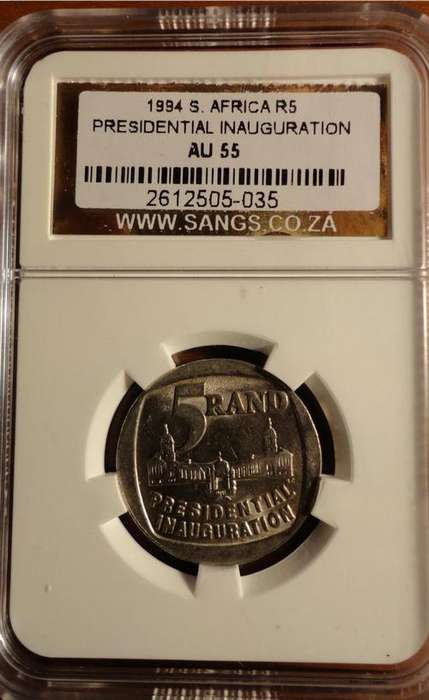 1994 S. AFRICA R5
PRESIDENTIAL INAUGURATION
AU 55
2612505-035
WWW.SANGS.CO.ZA
5 RAND
PRESIDENTIAL
INAUGURATION